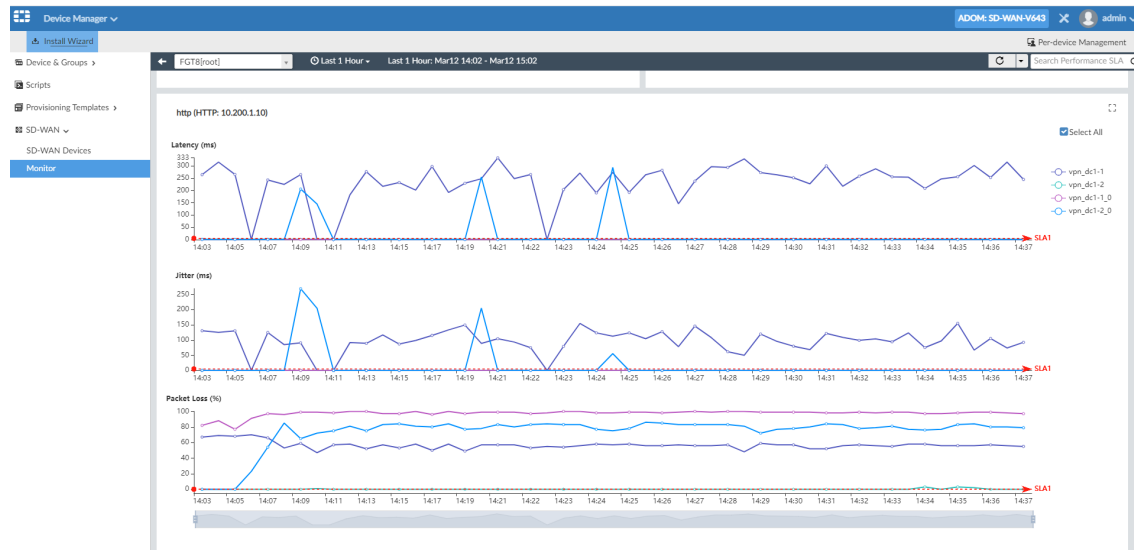 Device Manager
ADOM: SD-WAN-V643
admin
Install Wizard
Per-device Management
Device & Groups
FGT8[root]
Last 1 Hour
Last 1 Hour: Mar12 14:02 - Mar12 15:02
Search Performance SLA
Scripts
Provisioning Templates
SD-WAN
SD-WAN Devices
Monitor
http (HTTP: 10.200.1.10)
Select All
Latency (ms)
333
300
250
200
150
100
50
0
14:03 14:05 14:07 14:09 14:11 14:13 14:15 14:17 14:19 14:21 14:22 14:23 14:24 14:25 14:26 14:27 14:28 14:29 14:30 14:31 14:32 14:33 14:34 14:35 14:36 14:37
SLA1
vpn_dc1-1
vpn_dc1-2
vpn_dc1-1_0
vpn_dc1-2_0
Jitter (ms)
250
200
150
100
50
0
14:03 14:05 14:07 14:09 14:11 14:13 14:15 14:17 14:19 14:21 14:22 14:23 14:24 14:25 14:26 14:27 14:28 14:29 14:30 14:31 14:32 14:33 14:34 14:35 14:36 14:37
SLA1
Packet Loss (%)
100
80
60
40
20
0
14:03 14:05 14:07 14:09 14:11 14:13 14:15 14:17 14:19 14:21 14:22 14:23 14:24 14:25 14:26 14:27 14:28 14:29 14:30 14:31 14:32 14:33 14:34 14:35 14:36 14:37
SLA1